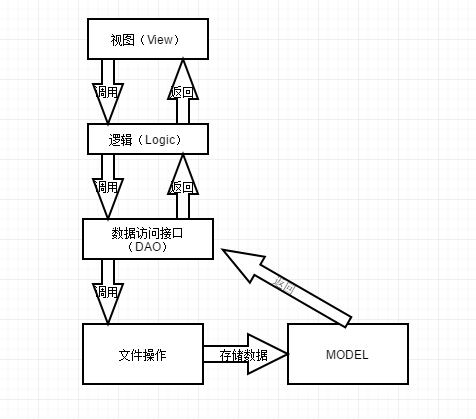 视图（View）
调用
返回
逻辑（Logic）
调用
返回
数据访问接口
（DAO）
调用
返回
文件操作
存储数据
MODEL